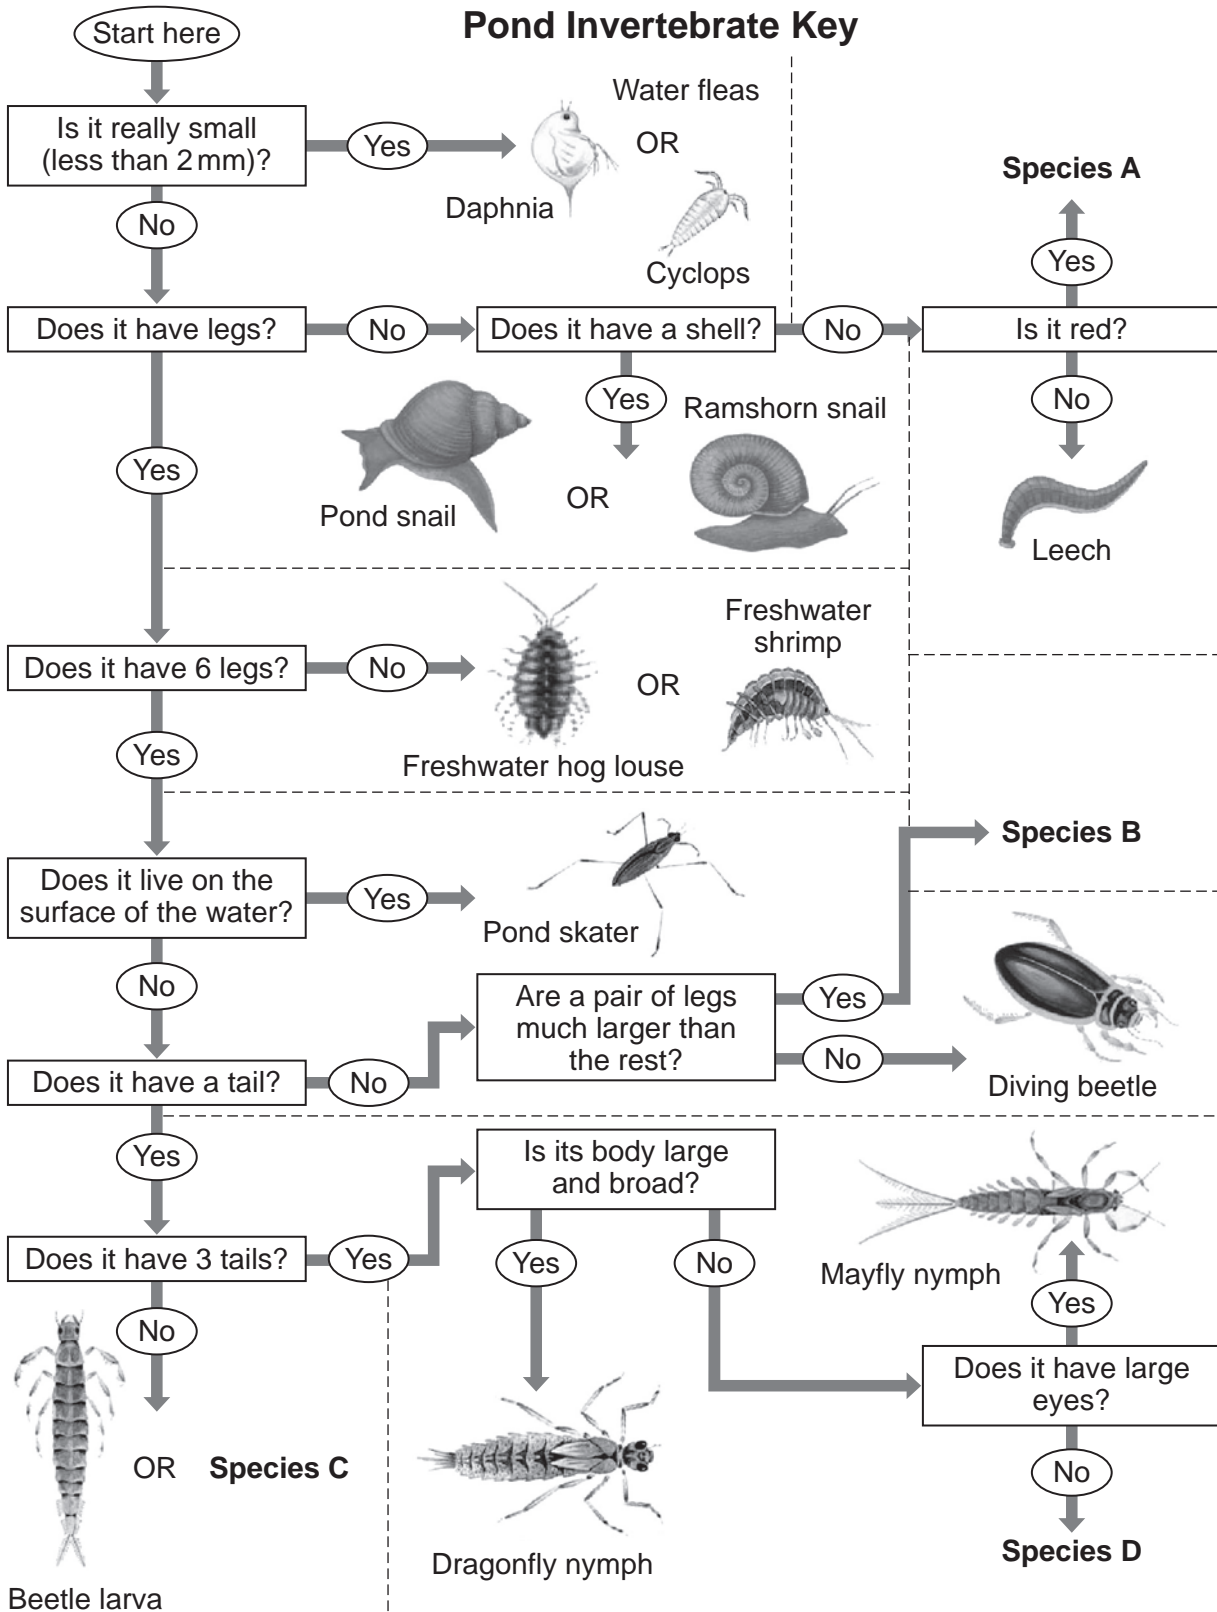 Pond Invertebrate Key
Start here
Is it really small
(less than 2 mm)?
Yes
Water fleas
OR
Daphnia
Cyclops
No
Does it have legs?
No
Does it have a shell?
No
Is it red?
Yes
Species A
No
Leech
Yes
Pond snail
OR
Ramshorn snail
Yes
Does it have 6 legs?
No
Freshwater hog louse
OR
Freshwater
shrimp
Yes
Does it live on the
surface of the water?
Yes
Pond skater
No
Does it have a tail?
No
Are a pair of legs
much larger than
the rest?
Yes
Species B
No
Diving beetle
Yes
Does it have 3 tails?
Yes
Is its body large
and broad?
Yes
Dragonfly nymph
No
Does it have large
eyes?
Yes
Mayfly nymph
No
Species D
No
Beetle larva
OR
Species C